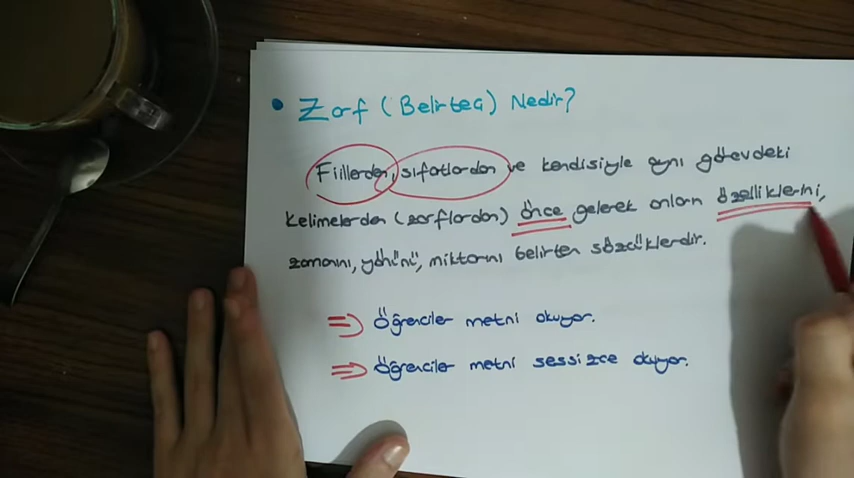 • Zarf (Belirteç) Nedir?
Fiillerden, sıfatlardan ve kendisiyle aynı görevdeki
kelimelerden (zarflardan) önce gelerek onların özelliklerini,
zamanını, yönünü, miktarını belirten sözcüklerdir.
⇒ Öğrenciler metni okuyor.
⇒ Öğrenciler metni sessizce okuyor.